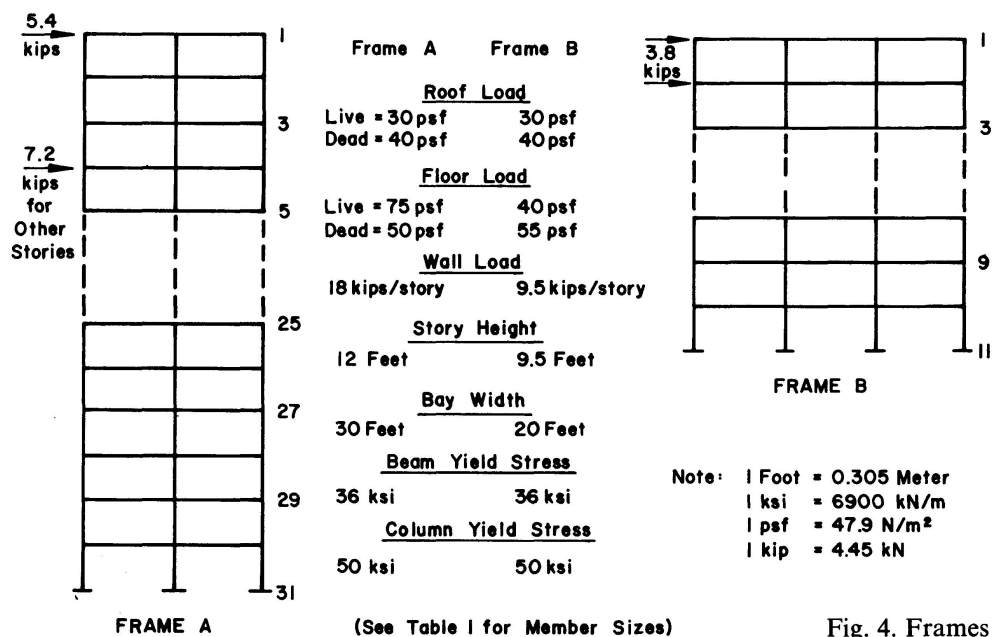 5.4
kips
7.2
kips
for
Other
Stories
1
3
5
25
27
29
31
FRAME A
Frame A Frame B
Roof Load
Live = 30 psf 30 psf
Dead = 40 psf 40 psf
Floor Load
Live = 75 psf 40 psf
Dead = 50 psf 55 psf
Wall Load
18 kips/story 9.5 kips/story
Story Height
12 Feet 9.5 Feet
Bay Width
30 Feet 20 Feet
Beam Yield Stress
36 ksi 36 ksi
Column Yield Stress
50 ksi 50 ksi
(See Table 1 for Member Sizes)
3.8
kips
1
3
9
11
FRAME B
Note: 1 Foot = 0.305 Meter
1 ksi = 6900 kN/m
1 psf = 47.9 N/m²
1 kip = 4.45 kN
Fig. 4. Frames